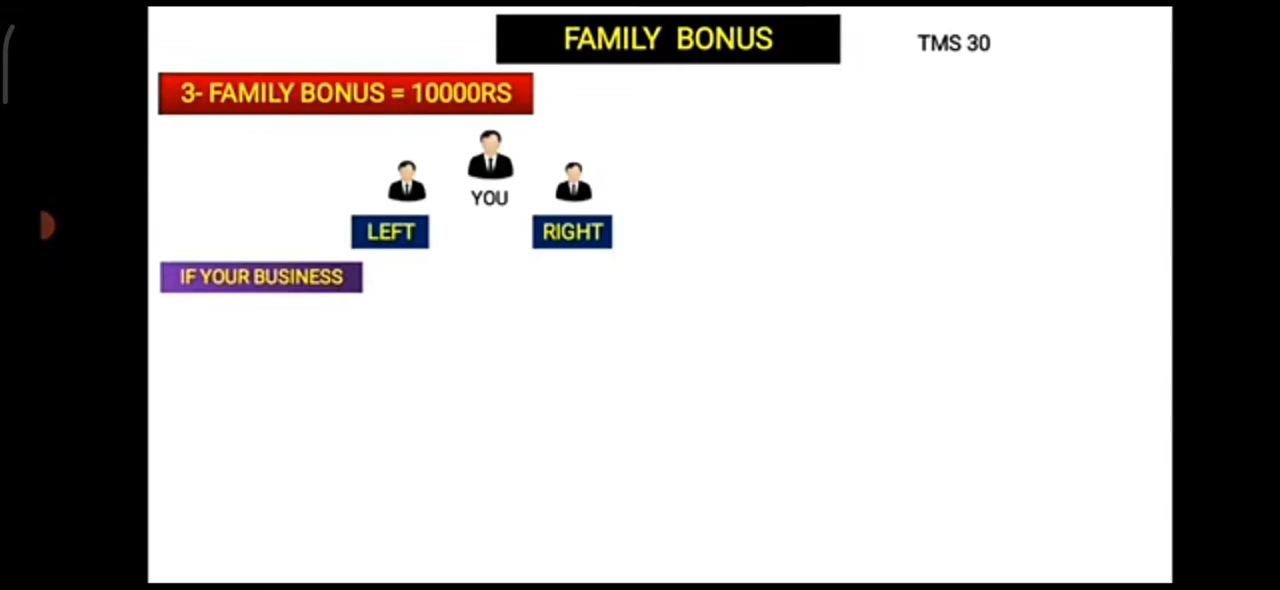 FAMILY BONUS
TMS 30
3- FAMILY BONUS = 10000RS
YOU
LEFT
RIGHT
IF YOUR BUSINESS